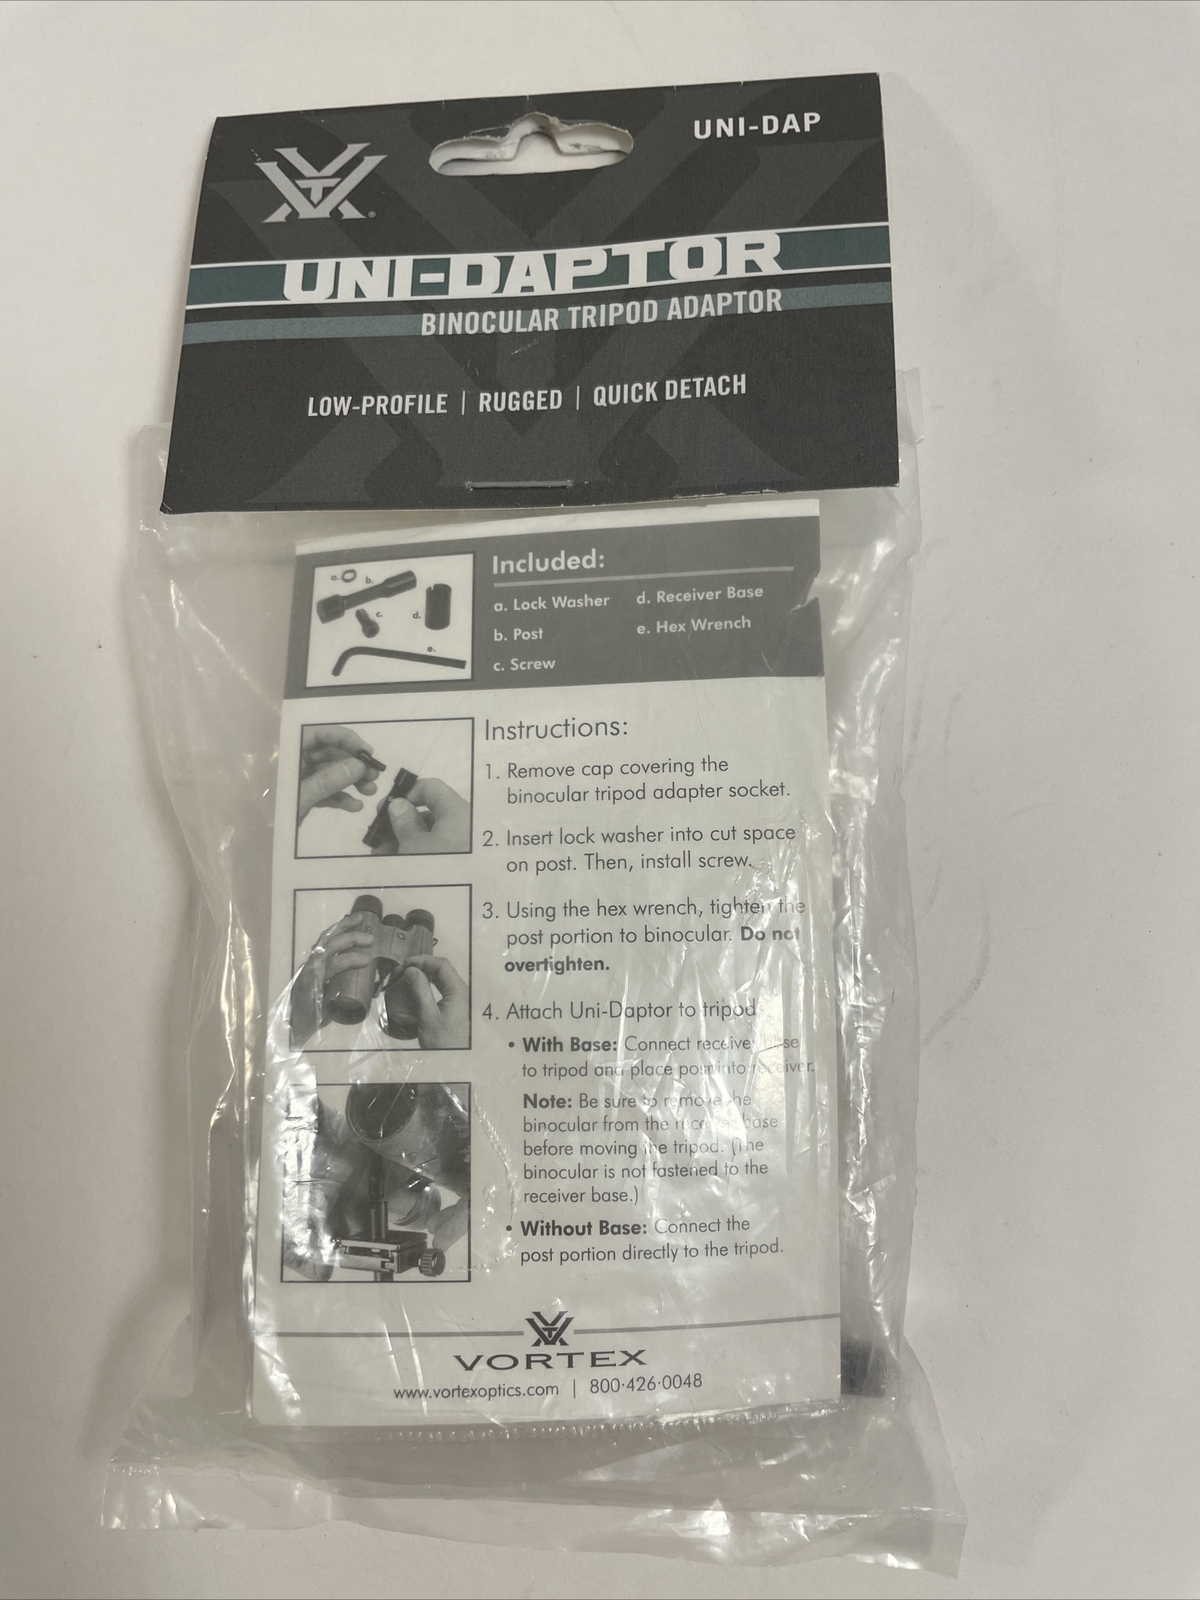 UNI-DAP
UNI-DAPTOR
BINOCULAR TRIPOD ADAPTOR
LOW-PROFILE | RUGGED | QUICK DETACH
a.
b.
c.
d.
e.
Included:
a. Lock Washer
b. Post
c. Screw
d. Receiver Base
e. Hex Wrench
Instructions:
1. Remove cap covering the
binocular tripod adapter socket.
2. Insert lock washer into cut space
on post. Then, install screw.
3. Using the hex wrench, tighten the
post portion to binocular. Do not
overtighten.
4. Attach Uni-Daptor to tripod
• With Base: Connect receiver base
to tripod and place post into receiver.
Note: Be sure to remove the
binocular from the receiver base
before moving the tripod. (The
binocular is not fastened to the
receiver base.)
• Without Base: Connect the
post portion directly to the tripod.
VORTEX
www.vortexoptics.com | 800·426·0048